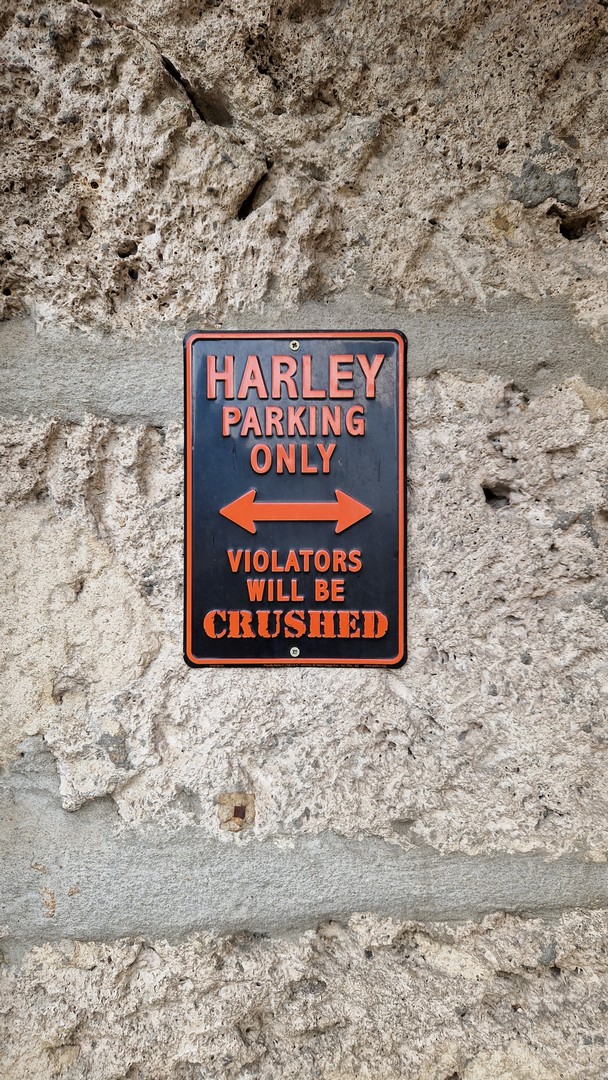 HARLEY
PARKING
ONLY
VIOLATORS
WILL BE
CRUSHED